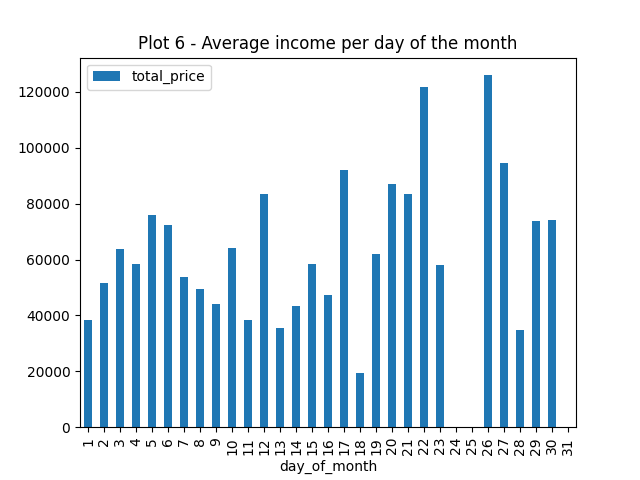 Plot 6 - Average income per day of the month
total_price
120000
100000
80000
60000
40000
20000
0
1 2 3 4 5 6 7 8 9 10 11 12 13 14 15 16 17 18 19 20 21 22 23 24 25 26 27 28 29 30 31
day_of_month